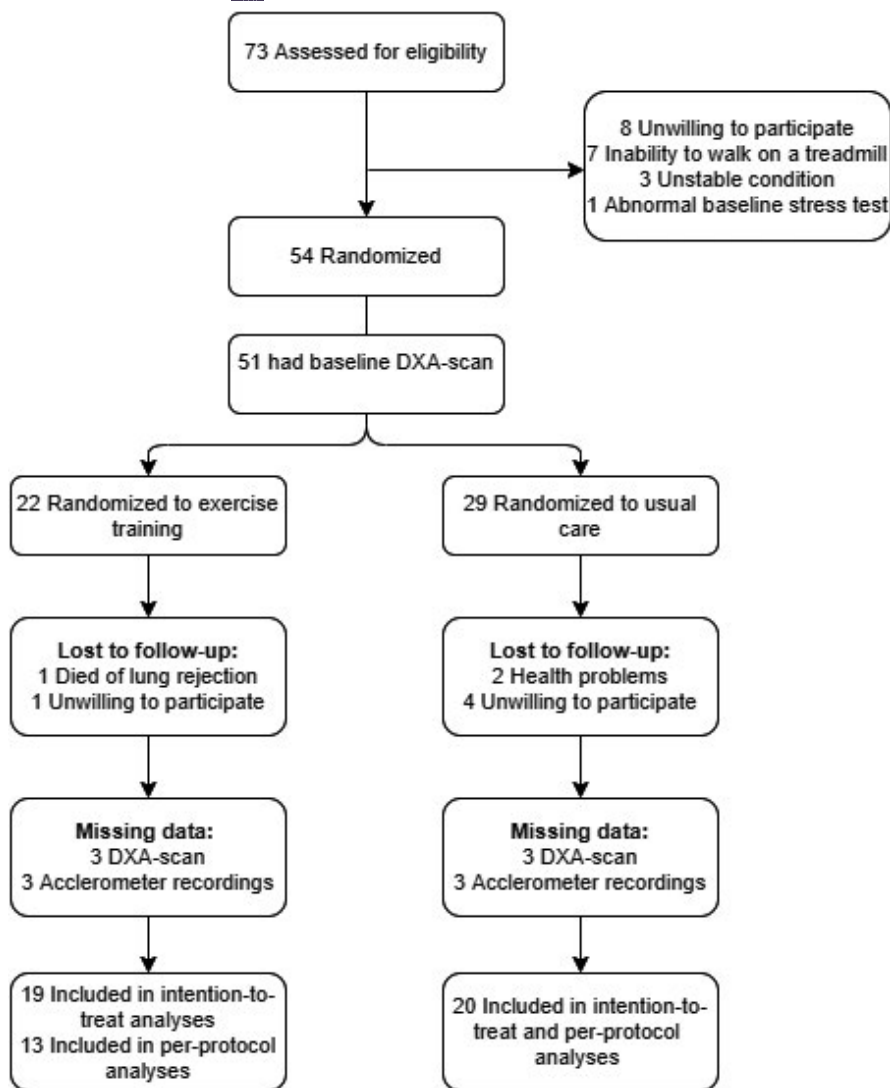 73 Assessed for eligibility
8 Unwilling to participate
7 Inability to walk on a treadmill
3 Unstable condition
1 Abnormal baseline stress test
54 Randomized
51 had baseline DXA-scan
22 Randomized to exercise
training
29 Randomized to usual
care
Lost to follow-up:
1 Died of lung rejection
1 Unwilling to participate
Lost to follow-up:
2 Health problems
4 Unwilling to participate
Missing data:
3 DXA-scan
3 Acclerometer recordings
Missing data:
3 DXA-scan
3 Acclerometer recordings
19 Included in intention-to-
treat analyses
13 Included in per-protocol
analyses
20 Included in intention-to-
treat and per-protocol
analyses